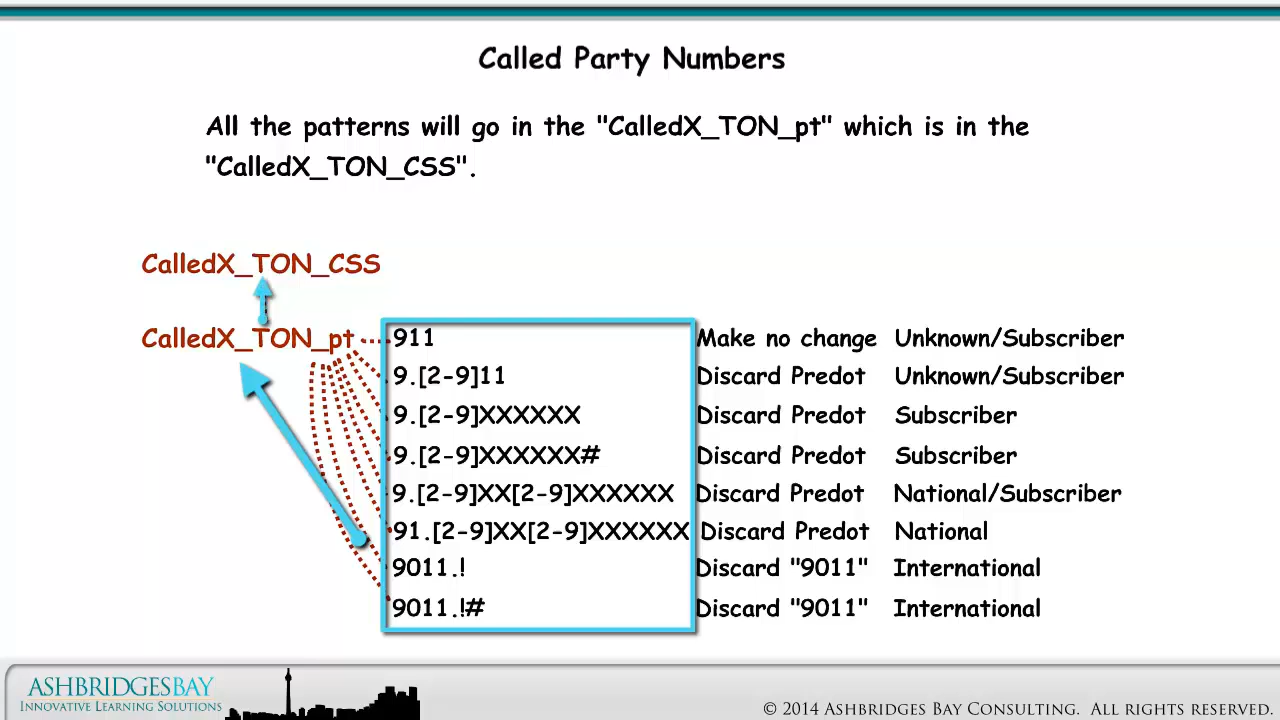 Called Party Numbers
All the patterns will go in the "CalledX_TON_pt" which is in the
"CalledX_TON_CSS".
CalledX_TON_CSS
CalledX_TON_pt 911 Make no change Unknown/Subscriber
9.[2-9]11 Discard Predot Unknown/Subscriber
9.[2-9]XXXXXX Discard Predot Subscriber
9.[2-9]XXXXXX# Discard Predot Subscriber
9.[2-9]XX[2-9]XXXXXX Discard Predot National/Subscriber
91.[2-9]XX[2-9]XXXXXX Discard Predot National
9011.! Discard "9011" International
9011.!# Discard "9011" International
ASHBRIDGESBAY
INNOVATIVE LEARNING SOLUTIONS
© 2014 ASHBRIDGES BAY CONSULTING. ALL RIGHTS RESERVED.